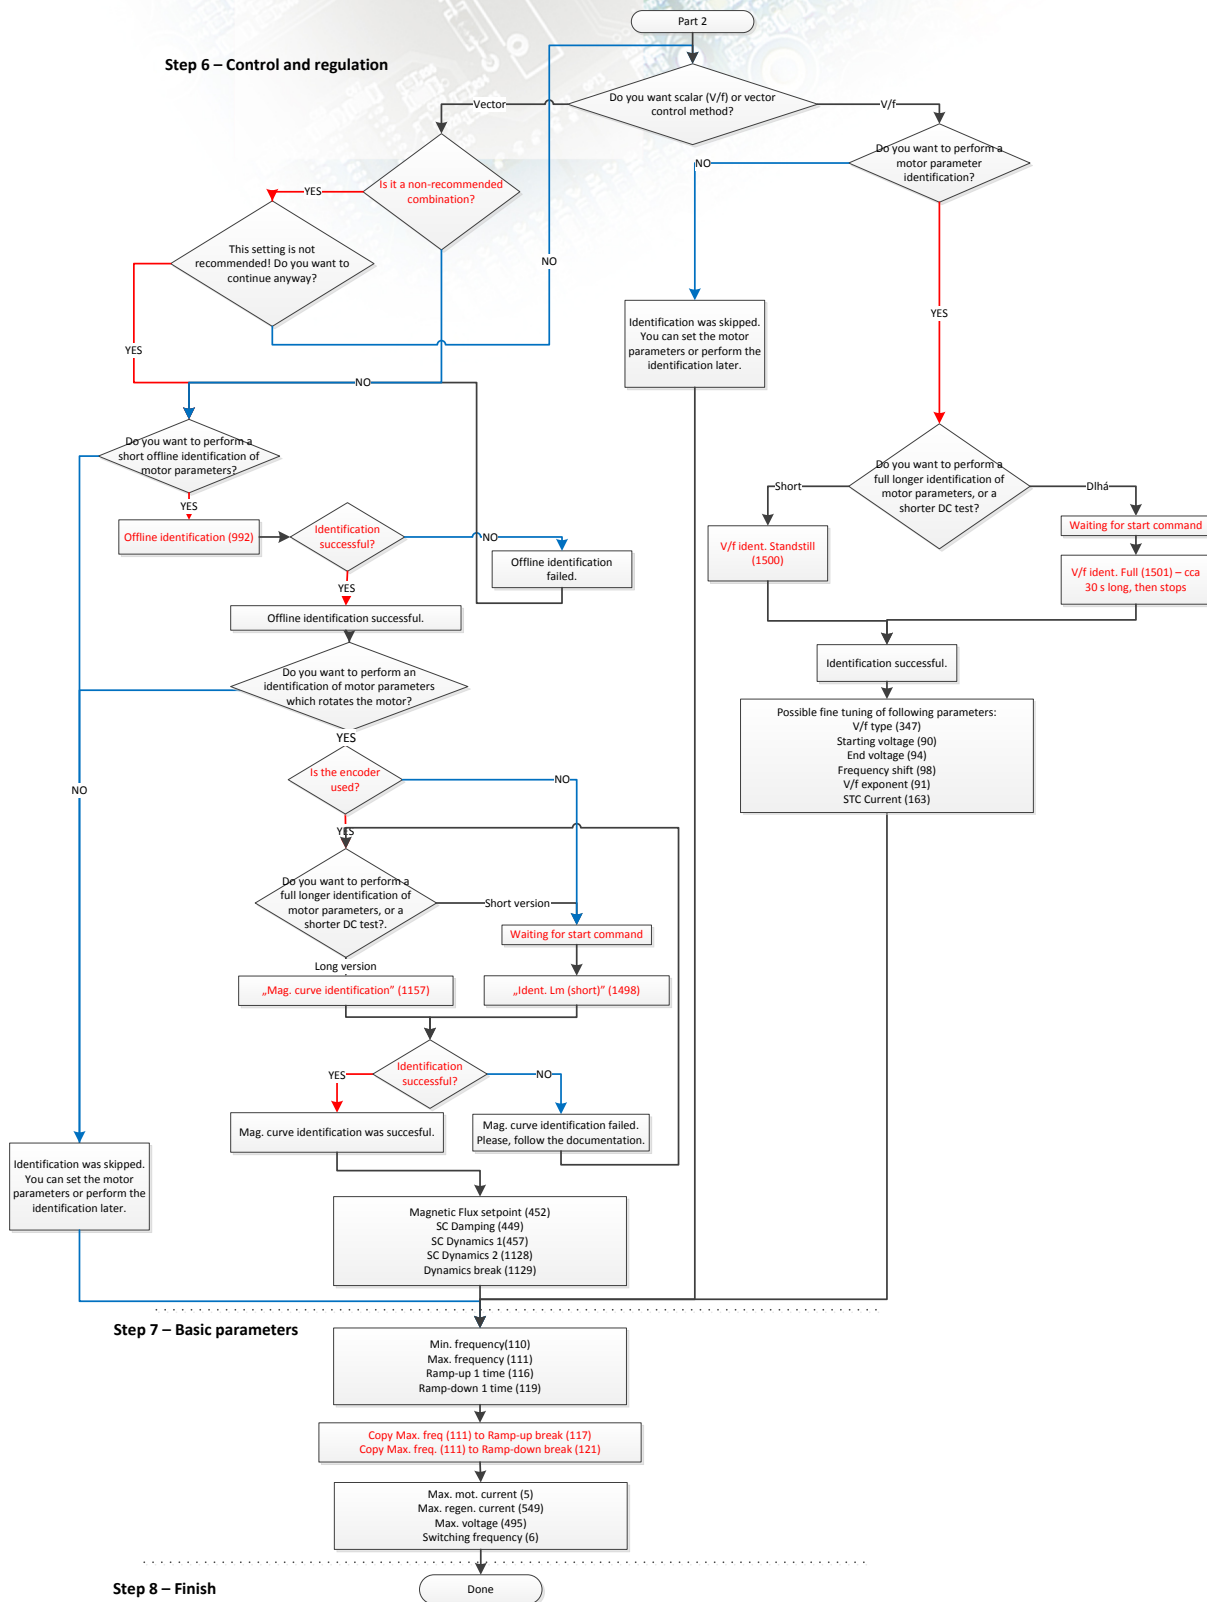 Part 2
Step 6 – Control and regulation
Do you want scalar (V/f) or vector
control method?
Vector
V/f
Do you want to perform a
motor parameter
identification?
NO
Is it a non-recommended
combination?
YES
This setting is not
recommended! Do you want to
continue anyway?
NO
YES
Identification was skipped.
You can set the motor
parameters or perform the
identification later.
YES
NO
Do you want to perform a
short offline identification of
motor parameters?
YES
Do you want to perform a
full longer identification of
motor parameters, or a
shorter DC test?
Short
Dlhá
Offline identification (992)
Identification
successful?
NO
Offline identification
failed.
YES
V/f ident. Standstill
(1500)
Waiting for start command
V/f ident. Full (1501) – cca
30 s long, then stops
Offline identification successful.
Identification successful.
Do you want to perform an
identification of motor parameters
which rotates the motor?
YES
Possible fine tuning of following parameters:
V/f type (347)
Starting voltage (90)
End voltage (94)
Frequency shift (98)
V/f exponent (91)
STC Current (163)
Is the encoder
used?
NO
NO
YES
Do you want to perform a
full longer identification of
motor parameters, or a
shorter DC test?.
Short version
Waiting for start command
Long version
„Mag. curve identification” (1157)
„Ident. Lm (short)” (1498)
Identification
successful?
YES
NO
Mag. curve identification was succesful.
Mag. curve identification failed.
Please, follow the documentation.
Identification was skipped.
You can set the motor
parameters or perform the
identification later.
Magnetic Flux setpoint (452)
SC Damping (449)
SC Dynamics 1(457)
SC Dynamics 2 (1128)
Dynamics break (1129)
Step 7 – Basic parameters
Min. frequency(110)
Max. frequency (111)
Ramp-up 1 time (116)
Ramp-down 1 time (119)
Copy Max. freq (111) to Ramp-up break (117)
Copy Max. freq. (111) to Ramp-down break (121)
Max. mot. current (5)
Max. regen. current (549)
Max. voltage (495)
Switching frequency (6)
Step 8 – Finish
Done